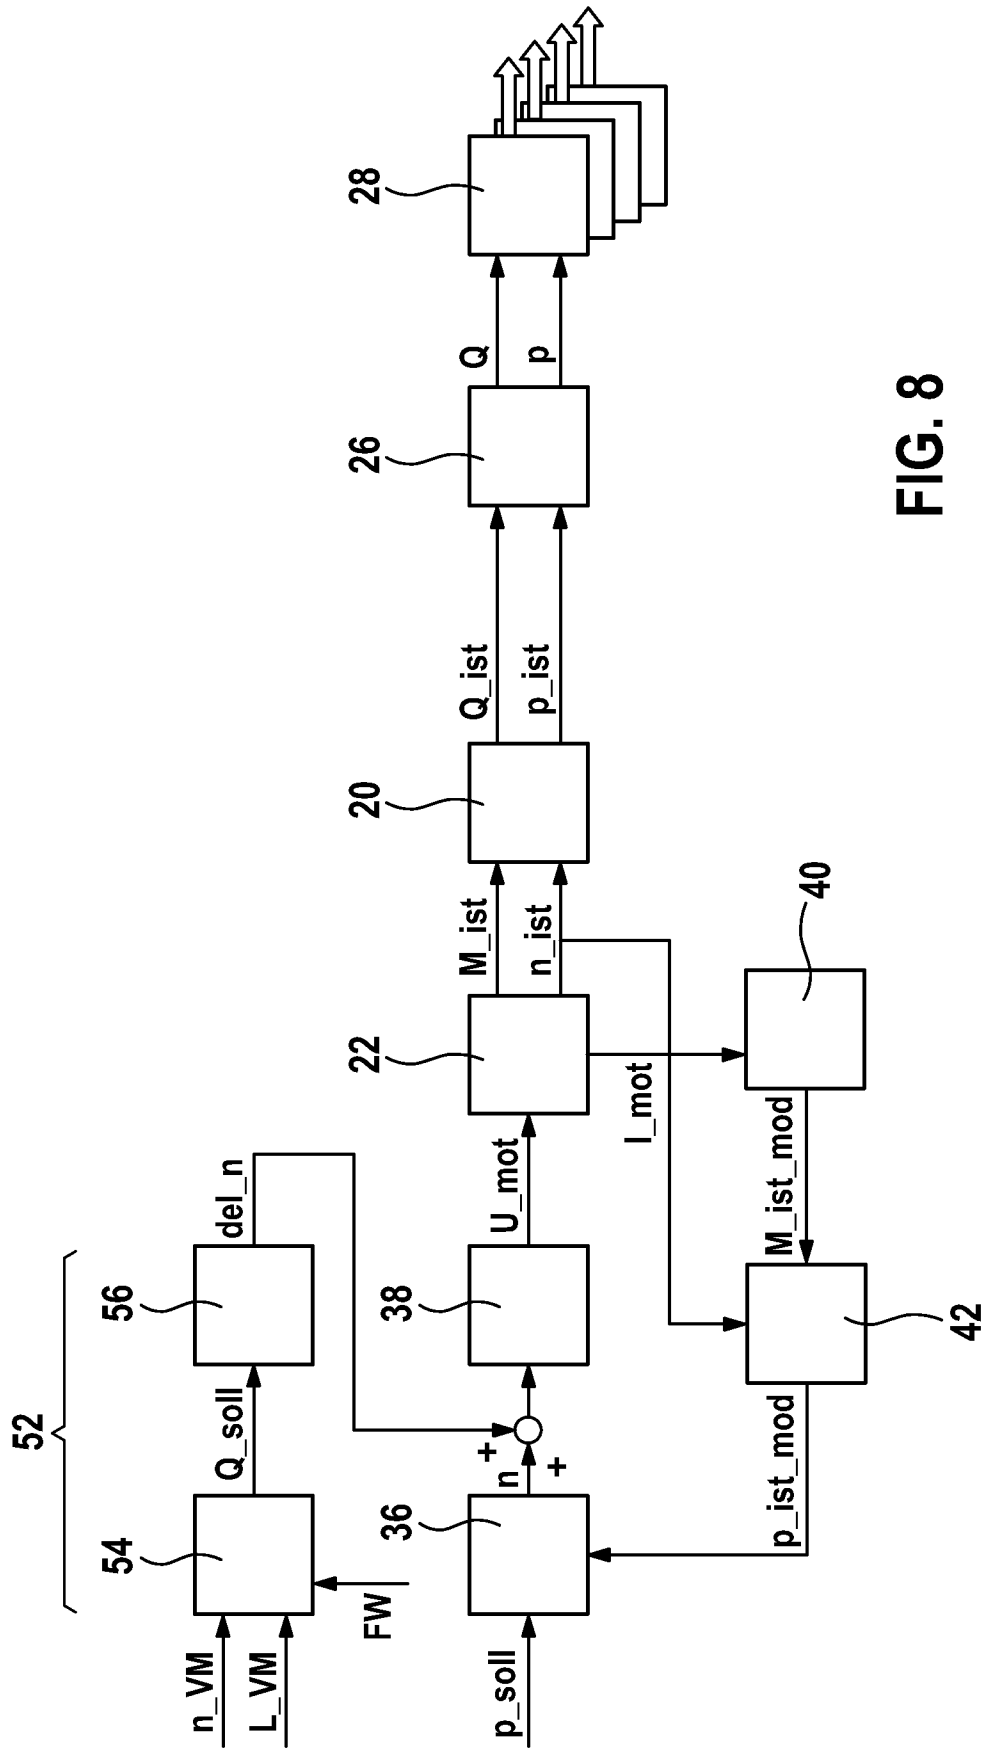 52
54
56
n_VM
L_VM
FW
Q_soll
del_n
p_soll
36
n
+
+
38
U_mot
22
M_ist
n_ist
20
Q_ist
p_ist
26
Q
p
28
I_mot
40
M_ist_mod
42
p_ist_mod
FIG. 8